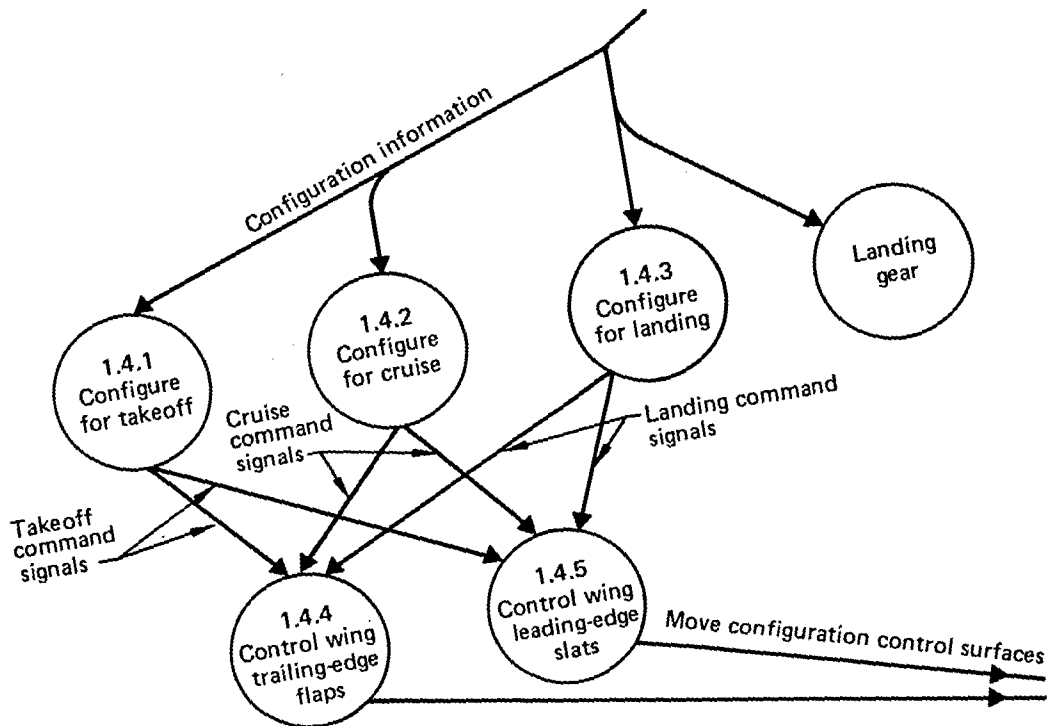 Configuration information
Landing
gear
1.4.3
Configure
for landing
1.4.2
Configure
for cruise
1.4.1
Configure
for takeoff
Cruise
command
signals
Landing command
signals
Takeoff
command
signals
1.4.5
Control wing
leading-edge
slats
1.4.4
Control wing
trailing-edge
flaps
Move configuration control surfaces